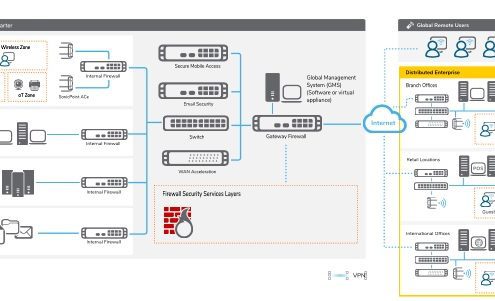 arter
Wireless Zone
oT Zone
SonicPoint ACe
Internal Firewall
Internal Firewall
Internal Firewall
Internal Firewall
Secure Mobile Access
Email Security
Switch
WAN Acceleration
Global Management
System (GMS)
(Software or virtual
appliance)
Gateway Firewall
Firewall Security Services Layers
VPN
Internet
Global Remote Users
Distributed Enterprise
Branch Offices
Retail Locations
POS
Guest
International Offices